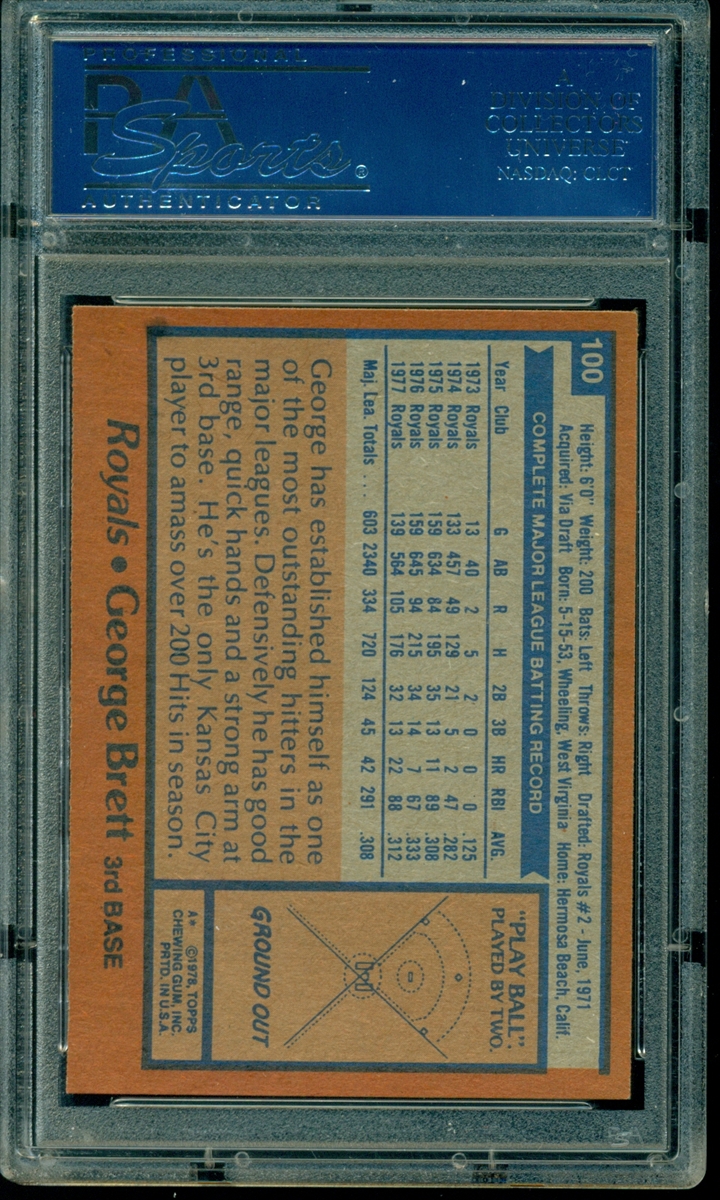 PROFESSIONAL
PSA
Sports®
AUTHENTICATOR
A
DIVISION OF
COLLECTORS
UNIVERSE
NASDAQ: CLCT
100
Height: 6'0" Weight: 200 Bats: Left Throws: Right Drafted: Royals #2 - June, 1971
Acquired: Via Draft Born: 5-15-53, Wheeling, West Virginia Home: Hermosa Beach, Calif.
COMPLETE MAJOR LEAGUE BATTING RECORD
Year Club G AB R H 2B 3B HR RBI AVG.
1973 Royals 13 40 2 5 2 0 0 0 .125
1974 Royals 133 457 49 129 21 5 2 47 .282
1975 Royals 159 634 84 195 35 13 11 89 .308
1976 Royals 159 645 94 215 34 14 7 67 .333
1977 Royals 139 564 105 176 32 13 22 88 .312
Maj. Lea. Totals ... 603 2340 334 720 124 45 42 291 .308
George has established himself as one
of the most outstanding hitters in the
major leagues. Defensively he has good
range, quick hands and a strong arm at
3rd base. He's the only Kansas City
player to amass over 200 Hits in season.
"PLAY BALL":
PLAYED BY TWO.
GROUND OUT
A* ©1978, TOPPS
CHEWING GUM, INC.
PRTD. IN U.S.A.
Royals • George Brett 3rd BASE